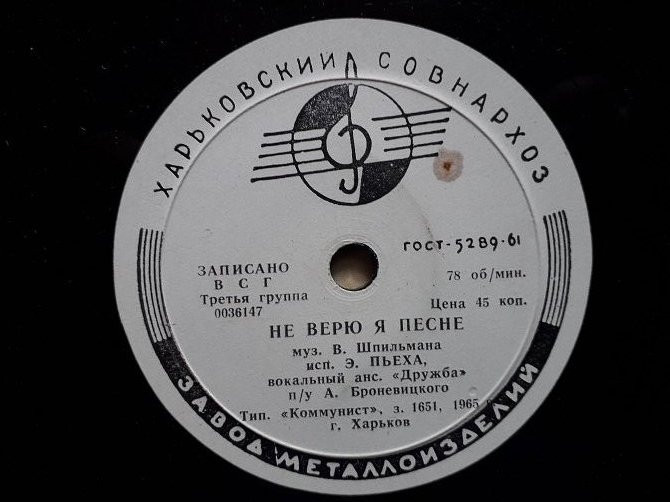 ХАРЬКОВСКИЙ СОВНАРХОЗ
ГОСТ-5289-61
ЗАПИСАНО
В С Г
Третья группа
0036147
78 об/мин.
Цена 45 коп.
НЕ ВЕРЮ Я ПЕСНЕ
муз. В. Шпильмана
исп. Э. ПЬЕХА,
вокальный анс. «Дружба»
п/у А. Броневицкого
Тип. «Коммунист», з. 1651, 1965
г. Харьков
ЗАВОД МЕТАЛЛОИЗДЕЛИЙ